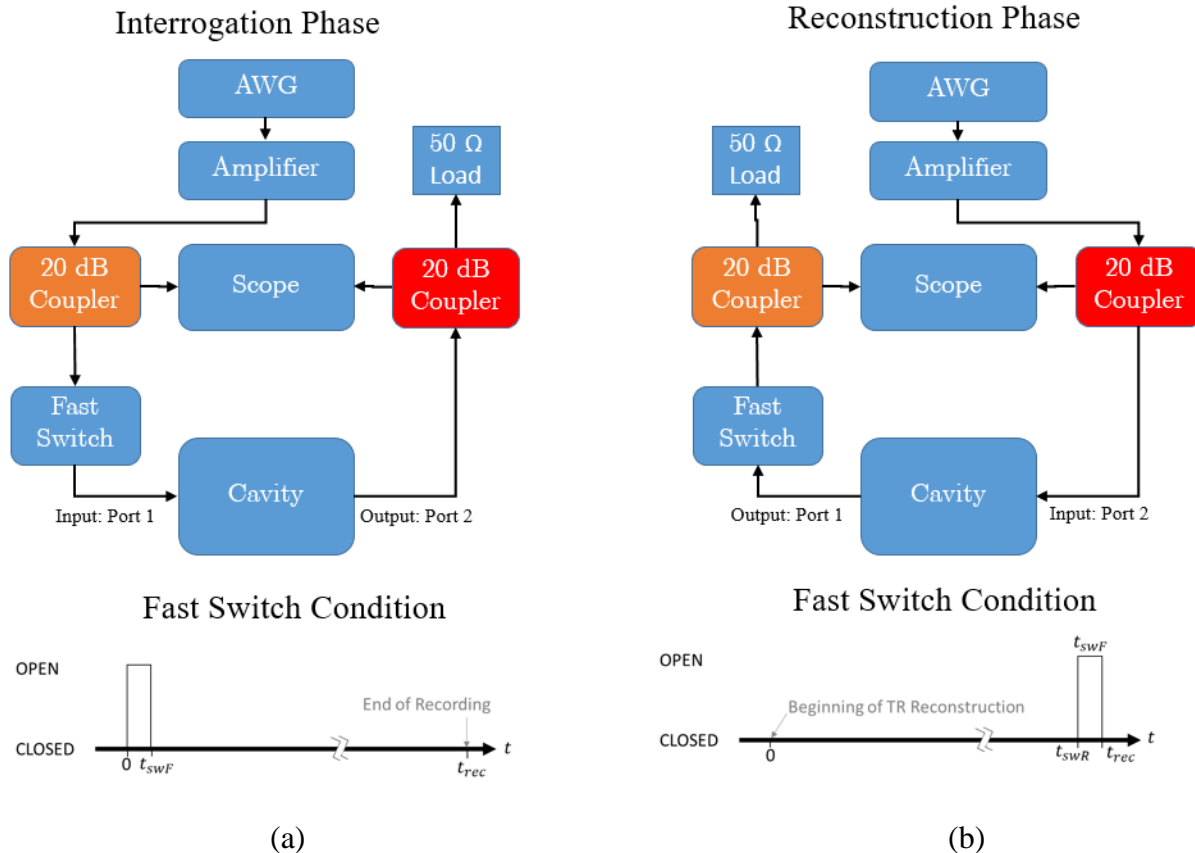 Interrogation Phase
AWG
Amplifier
50 Ω
Load
20 dB
Coupler
Scope
20 dB
Coupler
Fast
Switch
Cavity
Input: Port 1
Output: Port 2
Fast Switch Condition
OPEN
End of Recording
CLOSED
t
0
t_swF
t_rec
(a)
Reconstruction Phase
AWG
50 Ω
Load
Amplifier
20 dB
Coupler
Scope
20 dB
Coupler
Fast
Switch
Cavity
Output: Port 1
Input: Port 2
Fast Switch Condition
t_swF
OPEN
Beginning of TR Reconstruction
CLOSED
t
0
t_swR
t_rec
(b)